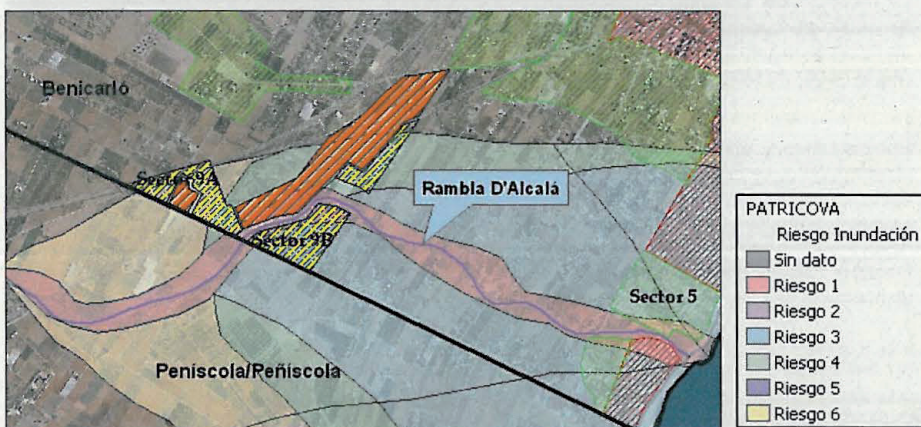 Benicarló
Sector 9A
Rambla D'Alcalá
Sector 9B
Sector 5
Peníscola/Peñíscola
PATRICOVA
Riesgo Inundación
Sin dato
Riesgo 1
Riesgo 2
Riesgo 3
Riesgo 4
Riesgo 5
Riesgo 6